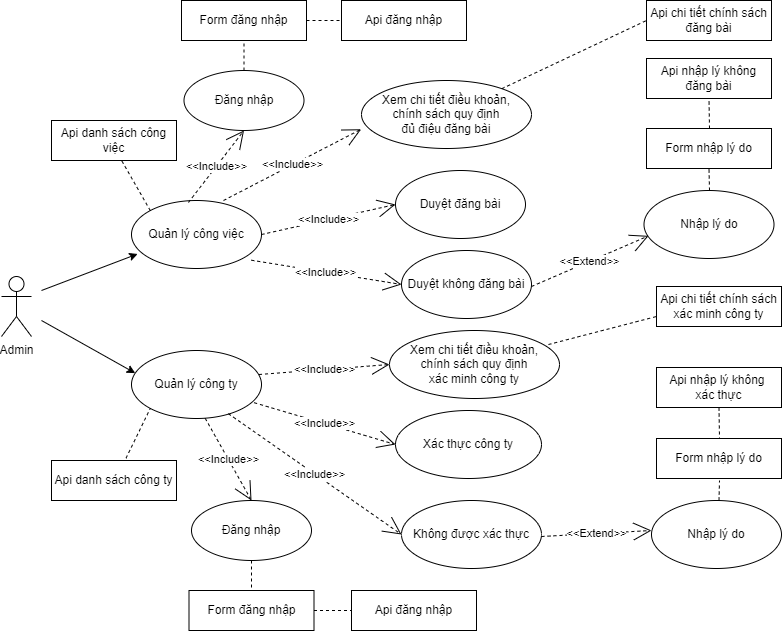 Form đăng nhập
Api đăng nhập
Api chi tiết chính sách
đăng bài
Đăng nhập
Xem chi tiết điều khoản,
chính sách quy định
đủ điệu đăng bài
Api nhập lý không
đăng bài
Api danh sách công
việc
<<Include>>
<<Include>>
Form nhập lý do
Quản lý công việc
<<Include>>
Duyệt đăng bài
Nhập lý do
<<Include>>
Duyệt không đăng bài
<<Extend>>
Admin
Api chi tiết chính sách
xác minh công ty
Quản lý công ty
<<Include>>
Xem chi tiết điều khoản,
chính sách quy định
xác minh công ty
Api nhập lý không
xác thực
<<Include>>
Xác thực công ty
Form nhập lý do
Api danh sách công ty
<<Include>>
<<Include>>
Đăng nhập
Không được xác thực
<<Extend>>
Nhập lý do
Form đăng nhập
Api đăng nhập